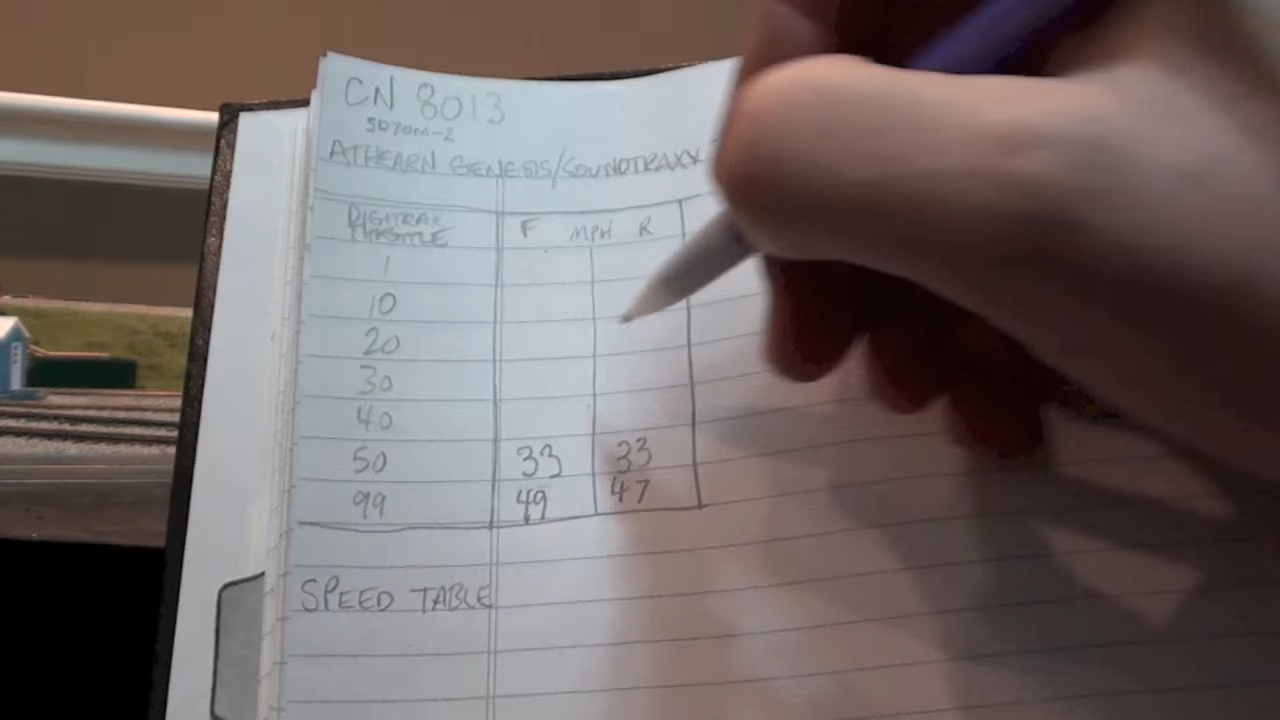 CN 8013
SD70M-2
ATHEARN GENESIS/SOUNDTRAXX
DIGITRAX THROTTLE F MPH R
1
10
20
30
40
50 33 33
99 49 47
SPEED TABLE